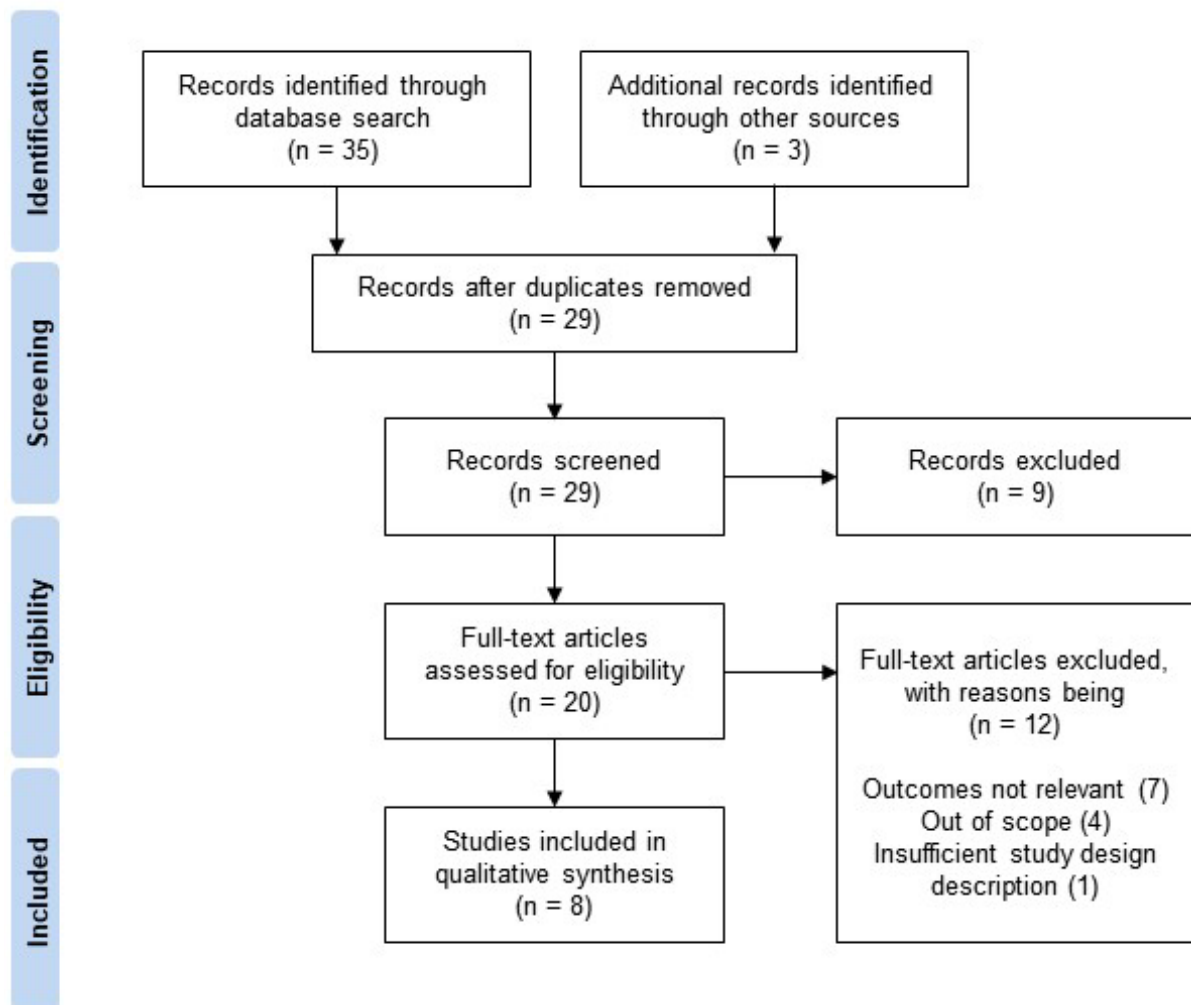 Identification
Records identified through
database search
(n = 35)
Additional records identified
through other sources
(n = 3)
Screening
Records after duplicates removed
(n = 29)
Records screened
(n = 29)
Records excluded
(n = 9)
Eligibility
Full-text articles
assessed for eligibility
(n = 20)
Full-text articles excluded,
with reasons being
(n = 12)
Outcomes not relevant (7)
Out of scope (4)
Insufficient study design
description (1)
Included
Studies included in
qualitative synthesis
(n = 8)